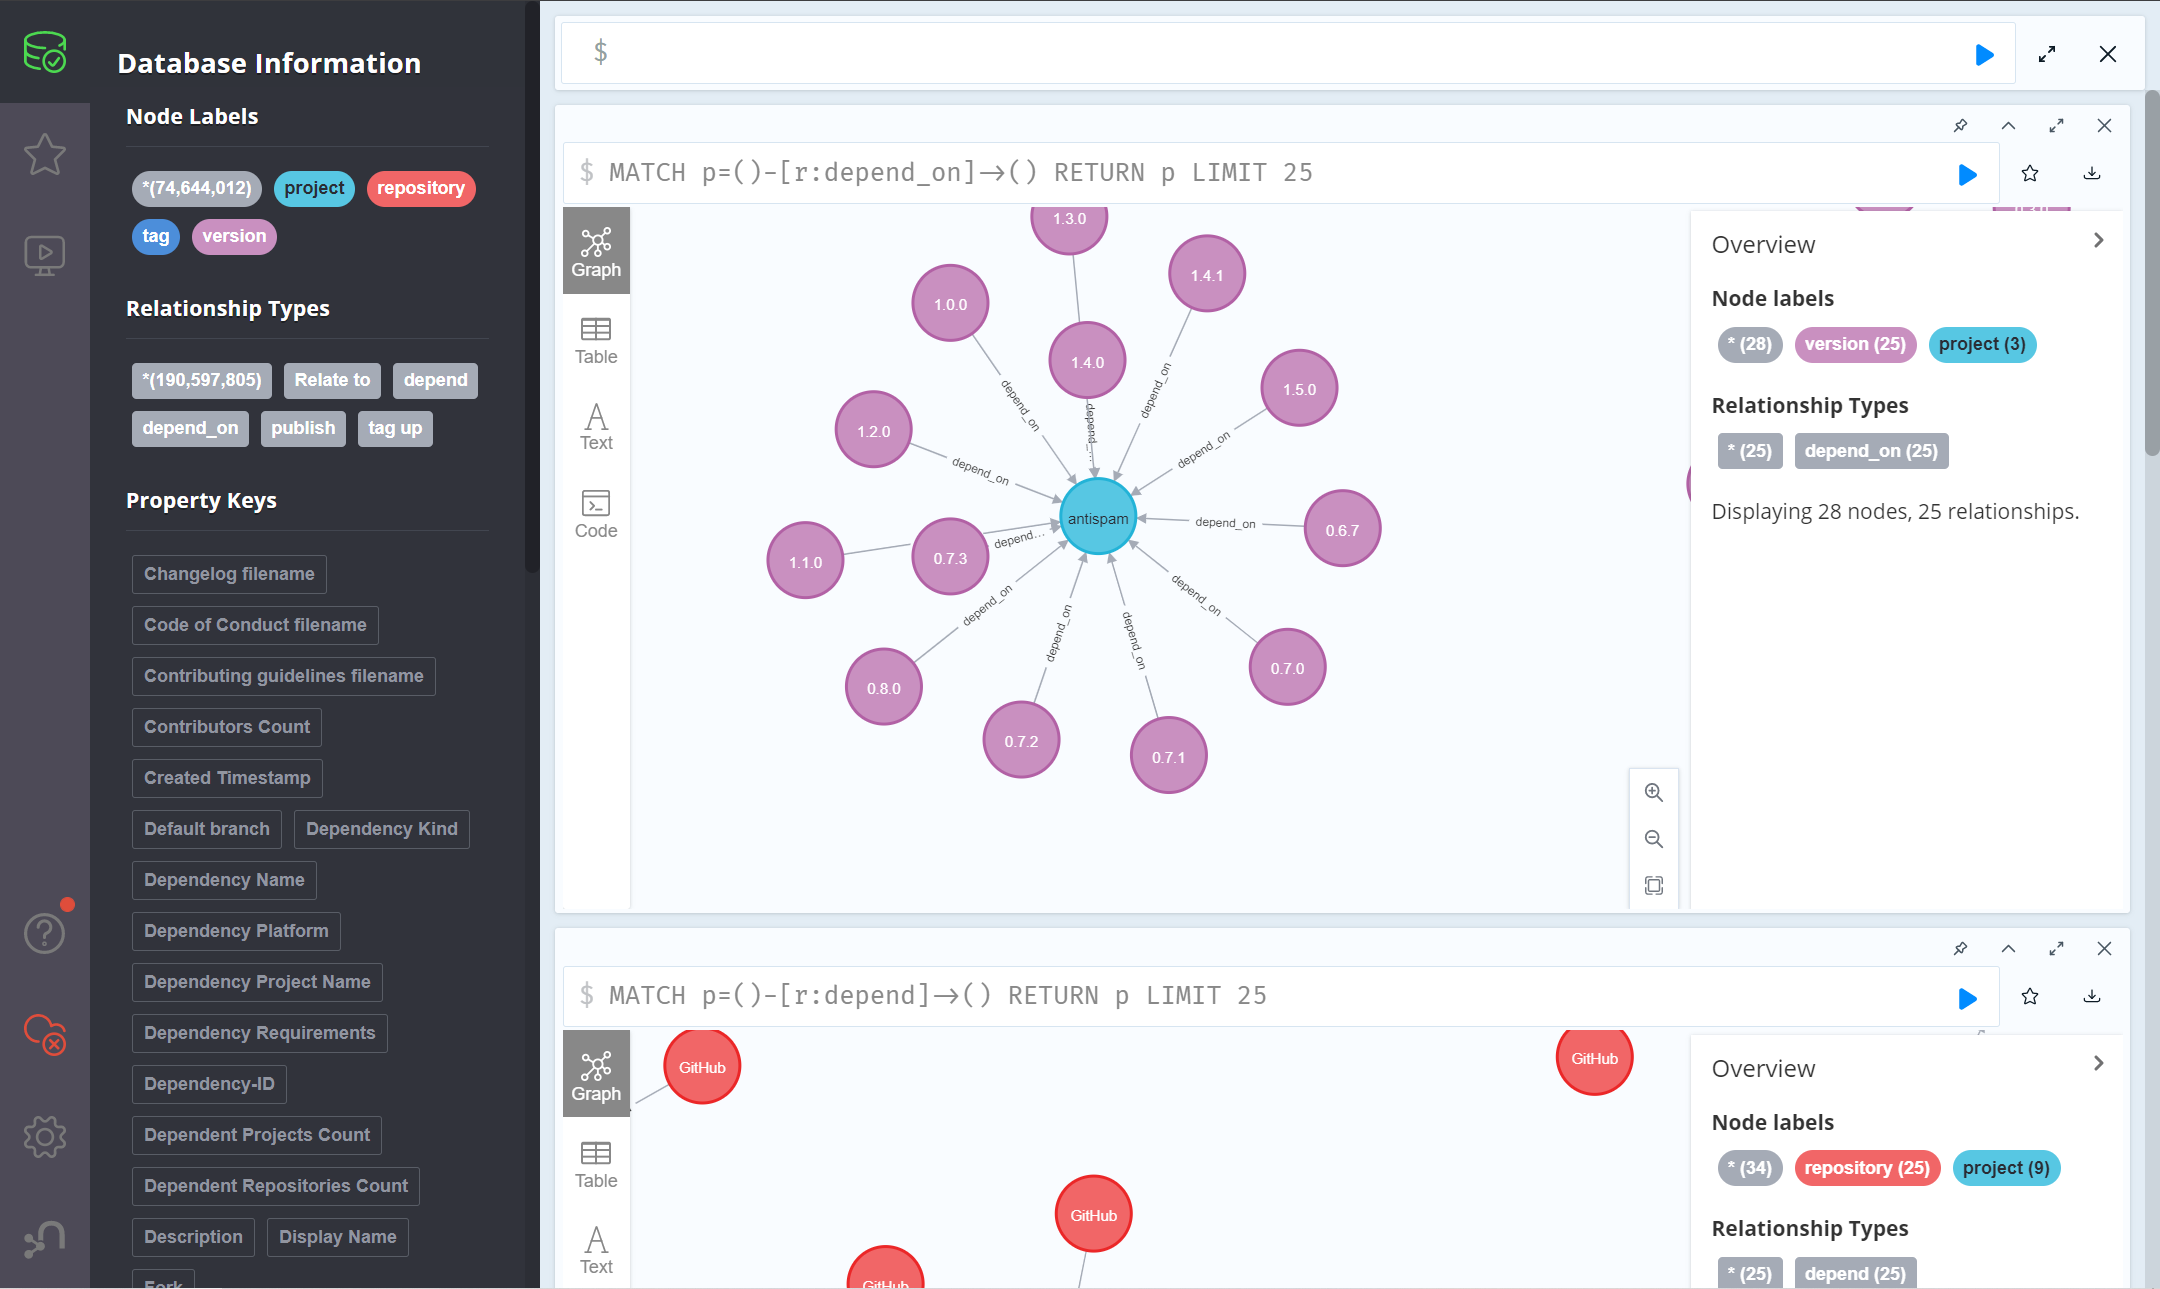 Database Information
Node Labels
*(74,644,012) project repository
tag version
Relationship Types
*(190,597,805) Relate to depend
depend_on publish tag up
Property Keys
Changelog filename
Code of Conduct filename
Contributing guidelines filename
Contributors Count
Created Timestamp
Default branch Dependency Kind
Dependency Name
Dependency Platform
Dependency Project Name
Dependency Requirements
Dependency-ID
Dependent Projects Count
Dependent Repositories Count
Description Display Name
Fork
$
$ MATCH p=()-[r:depend_on]->() RETURN p LIMIT 25
Graph
Table
Text
Code
1.3.0
1.4.1
1.0.0
1.4.0
1.5.0
1.2.0
antispam
0.6.7
1.1.0
0.7.3
0.7.0
0.8.0
0.7.2
0.7.1
depend_on
depend_...
depend_on
depend_on
depend_on
depend_on
depend...
depend_on
depend_on
depend_on
depend_on
Overview
Node labels
* (28) version (25) project (3)
Relationship Types
* (25) depend_on (25)
Displaying 28 nodes, 25 relationships.
$ MATCH p=()-[r:depend]->() RETURN p LIMIT 25
Graph
Table
Text
GitHub
GitHub
GitHub
GitHub
Overview
Node labels
* (34) repository (25) project (9)
Relationship Types
* (25) depend (25)